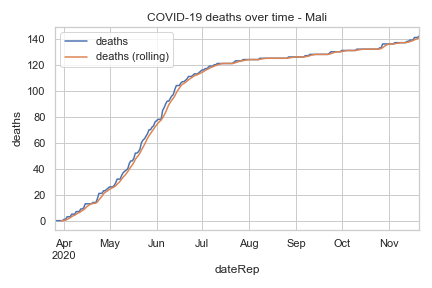 COVID-19 deaths over time - Mali
deaths
deaths (rolling)
140
120
100
80
60
40
20
0
deaths
Apr May Jun Jul Aug Sep Oct Nov
2020
dateRep